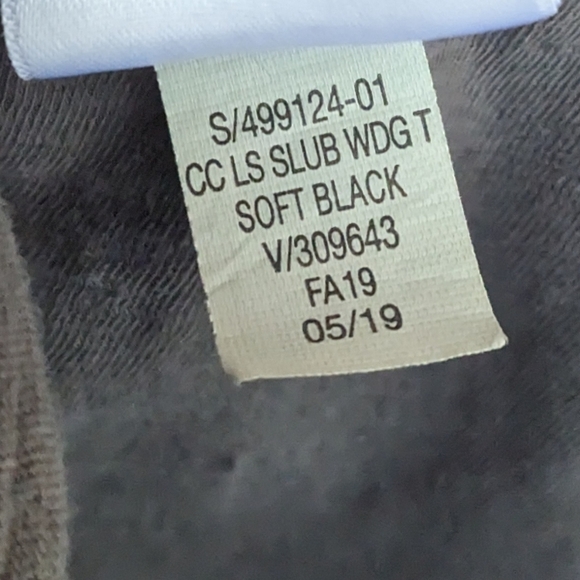 S/499124-01
CC LS SLUB WDG T
SOFT BLACK
V/309643
FA19
05/19